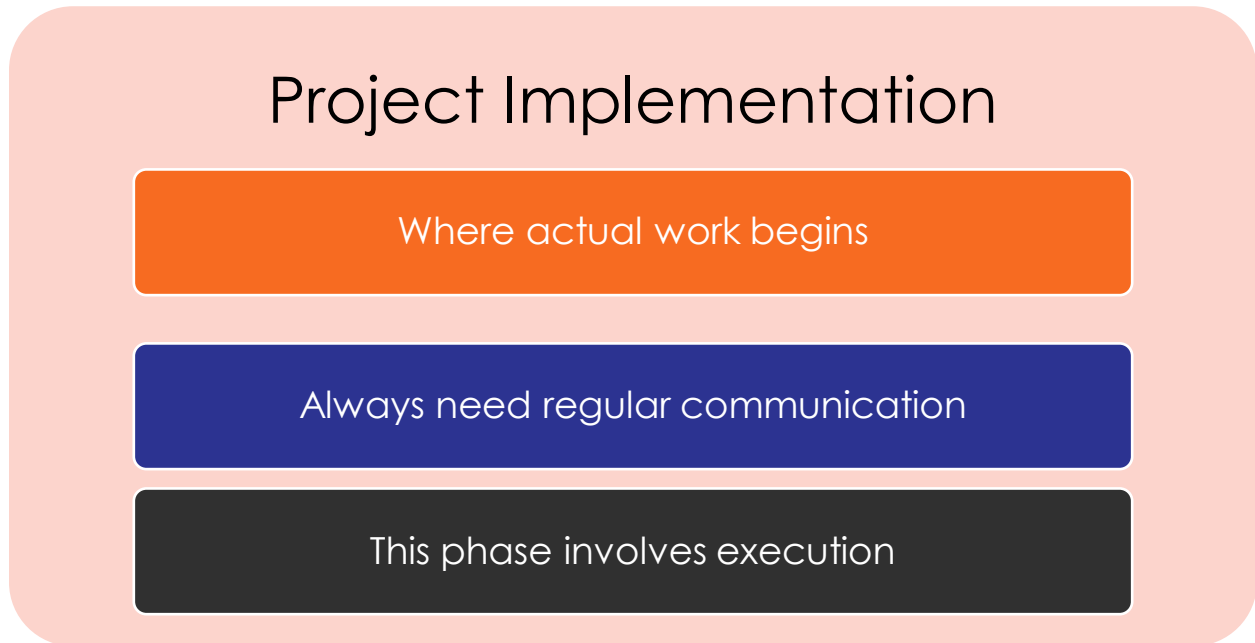 Project Implementation
Where actual work begins
Always need regular communication
This phase involves execution